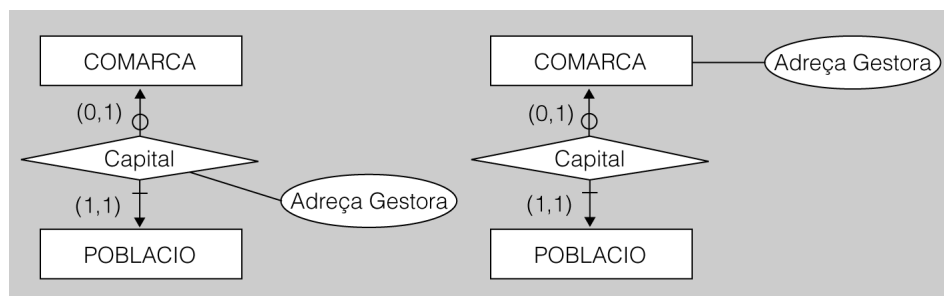 COMARCA
(0,1)
Capital
Adreça Gestora
(1,1)
POBLACIO
COMARCA
Adreça Gestora
(0,1)
Capital
(1,1)
POBLACIO